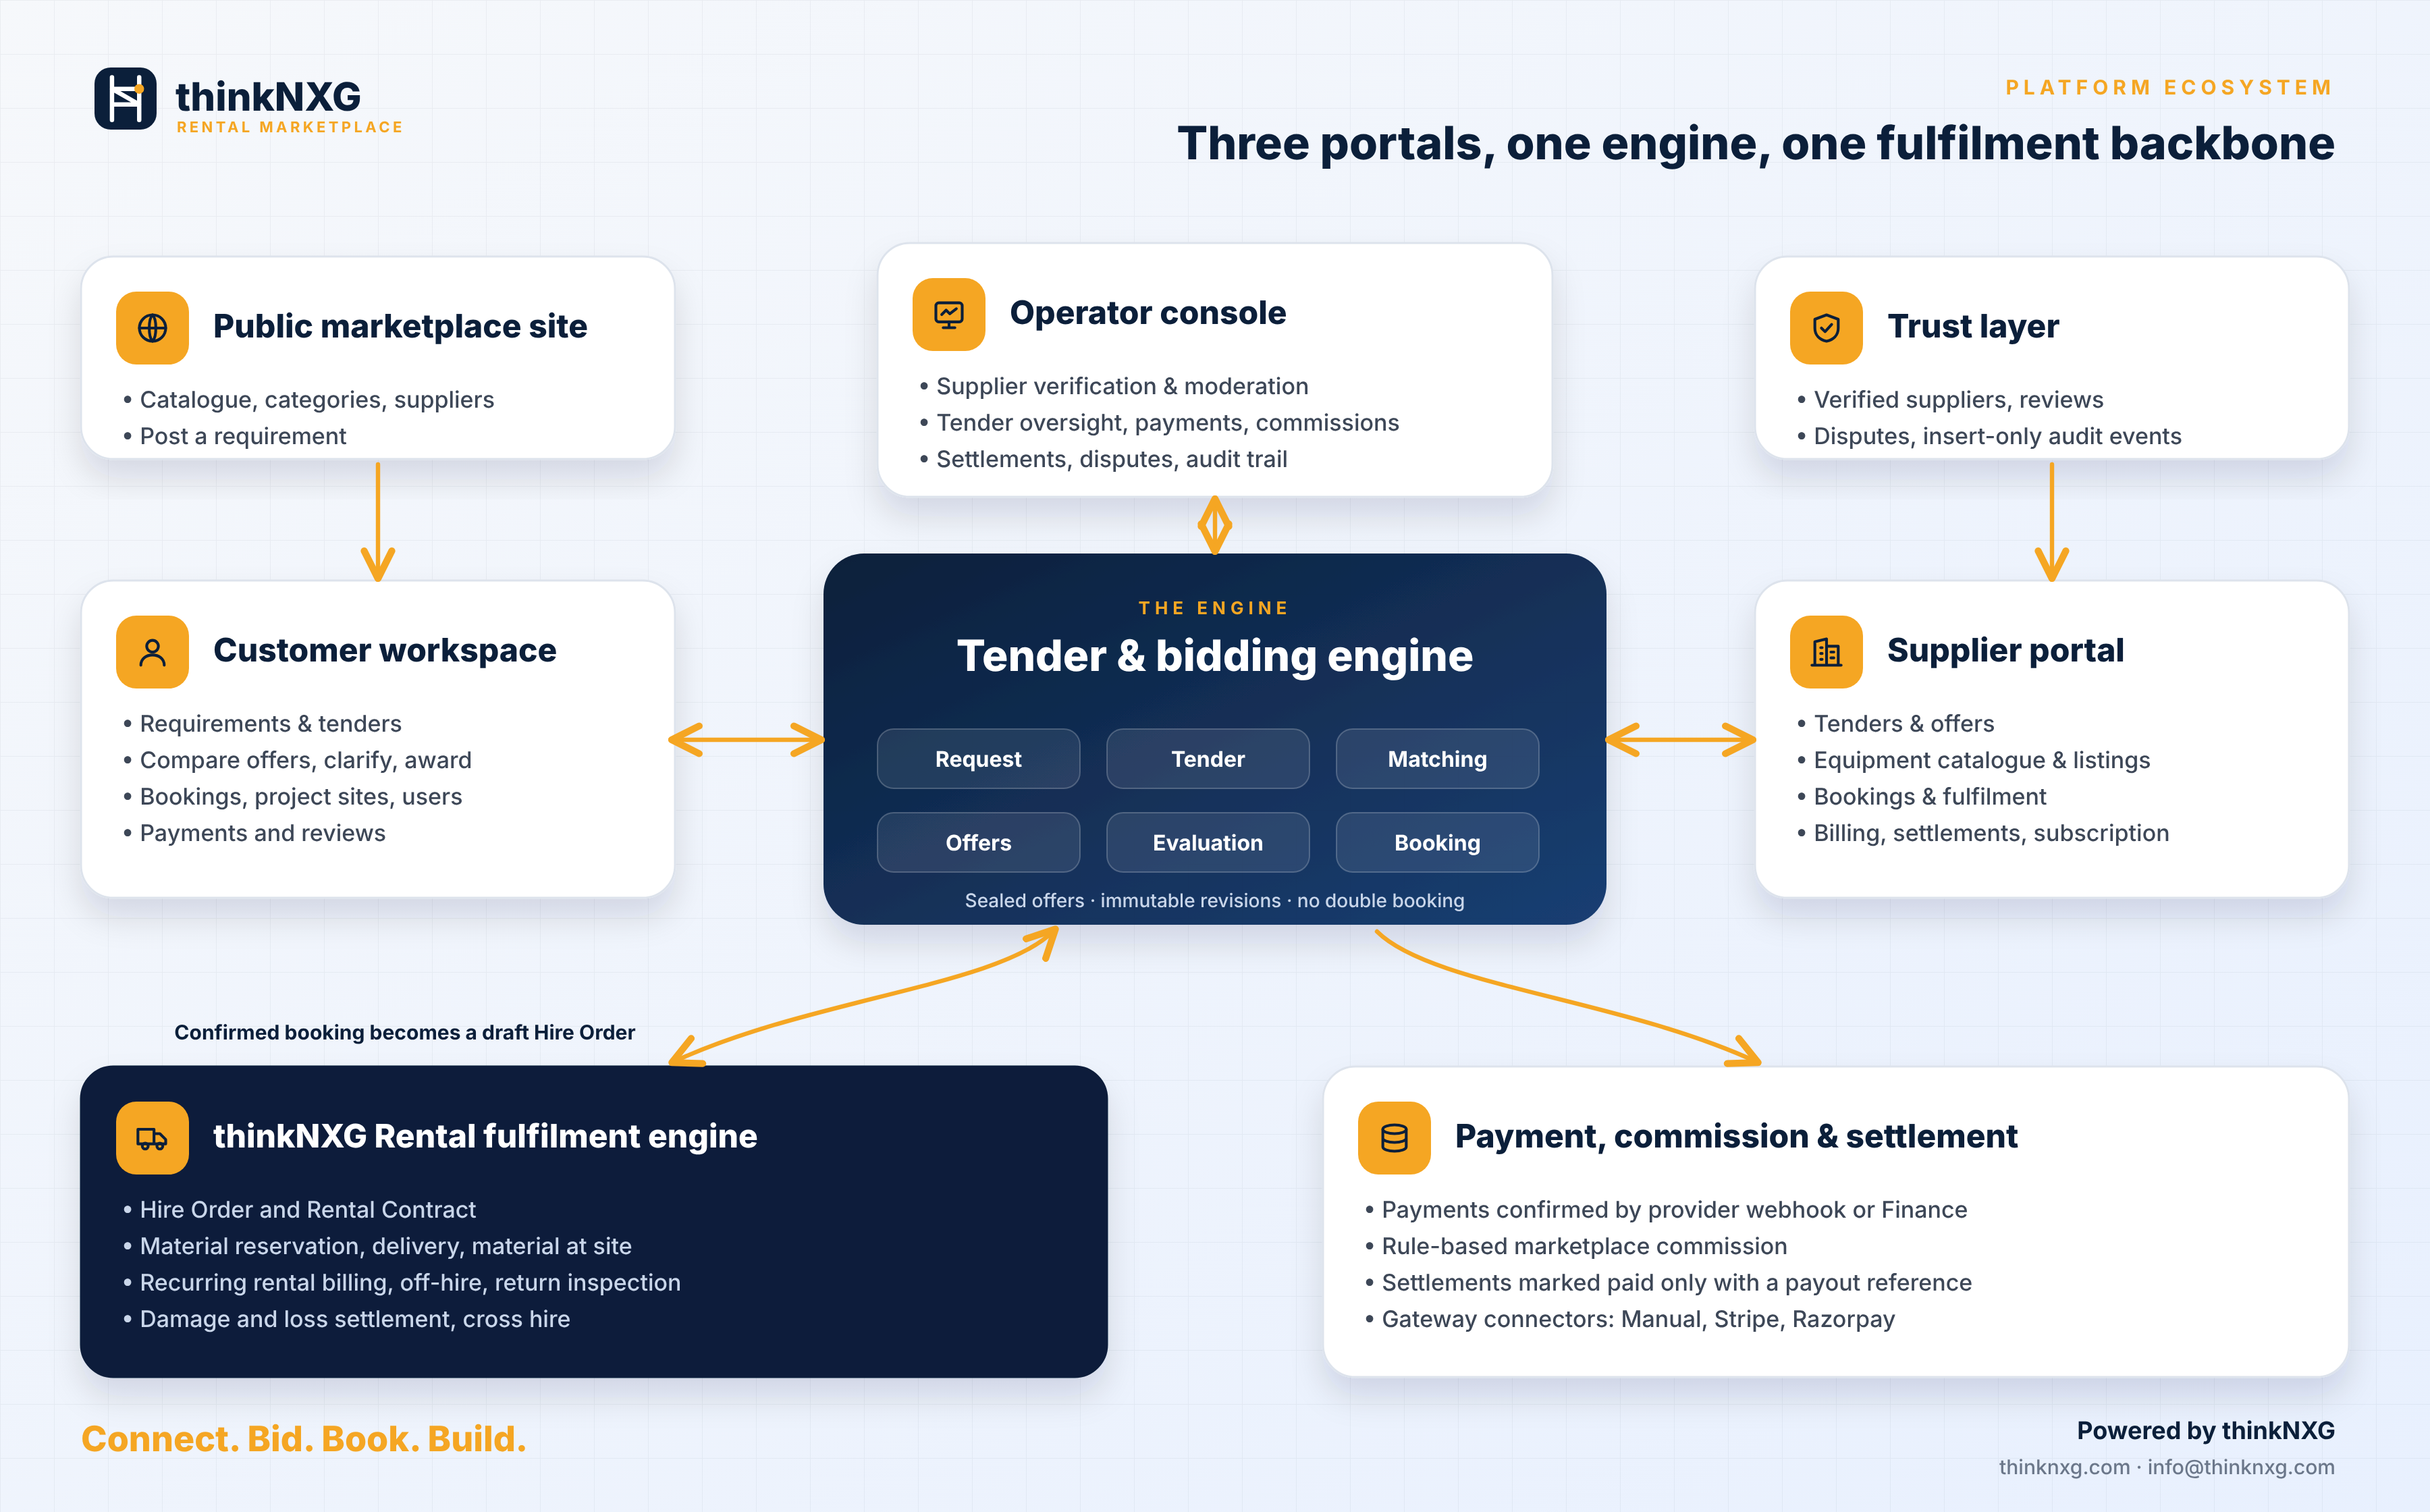 thinkNXG
RENTAL MARKETPLACE
PLATFORM ECOSYSTEM
Three portals, one engine, one fulfilment backbone
Public marketplace site
• Catalogue, categories, suppliers
• Post a requirement
Operator console
• Supplier verification & moderation
• Tender oversight, payments, commissions
• Settlements, disputes, audit trail
Trust layer
• Verified suppliers, reviews
• Disputes, insert-only audit events
Customer workspace
• Requirements & tenders
• Compare offers, clarify, award
• Bookings, project sites, users
• Payments and reviews
THE ENGINE
Tender & bidding engine
Request
Tender
Matching
Offers
Evaluation
Booking
Sealed offers · immutable revisions · no double booking
Supplier portal
• Tenders & offers
• Equipment catalogue & listings
• Bookings & fulfilment
• Billing, settlements, subscription
Confirmed booking becomes a draft Hire Order
thinkNXG Rental fulfilment engine
• Hire Order and Rental Contract
• Material reservation, delivery, material at site
• Recurring rental billing, off-hire, return inspection
• Damage and loss settlement, cross hire
Payment, commission & settlement
• Payments confirmed by provider webhook or Finance
• Rule-based marketplace commission
• Settlements marked paid only with a payout reference
• Gateway connectors: Manual, Stripe, Razorpay
Connect. Bid. Book. Build.
Powered by thinkNXG
thinknxg.com · info@thinknxg.com